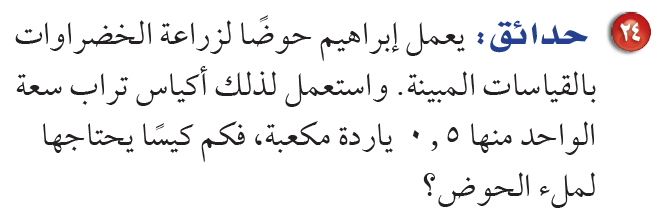 ٢٤ حدائق: يعمل إبراهيم حوضًا لزراعة الخضراوات
بالقياسات المبينة. واستعمل لذلك أكياس تراب سعة
الواحد منها ٠,٥ ياردة مكعبة، فكم كيسًا يحتاجها
لملء الحوض؟